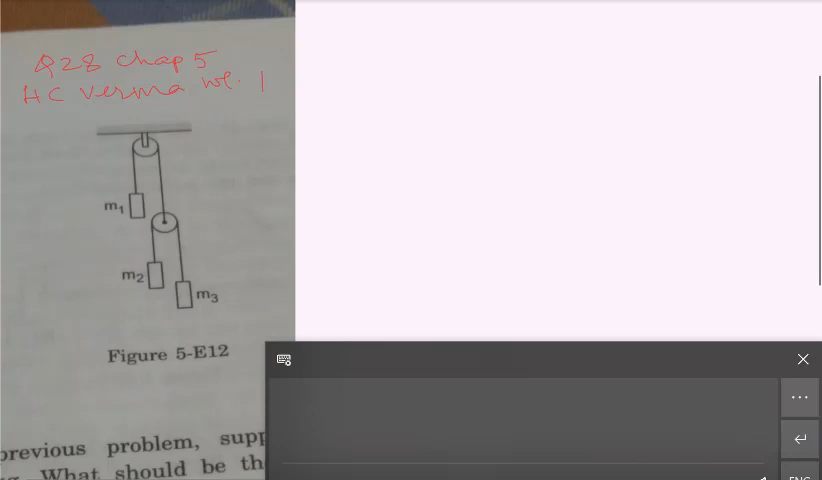 Q28 chap 5
HC Verma vol. 1
m1
m2
m3
Figure 5-E12
previous problem, supp
What should be th
ENG